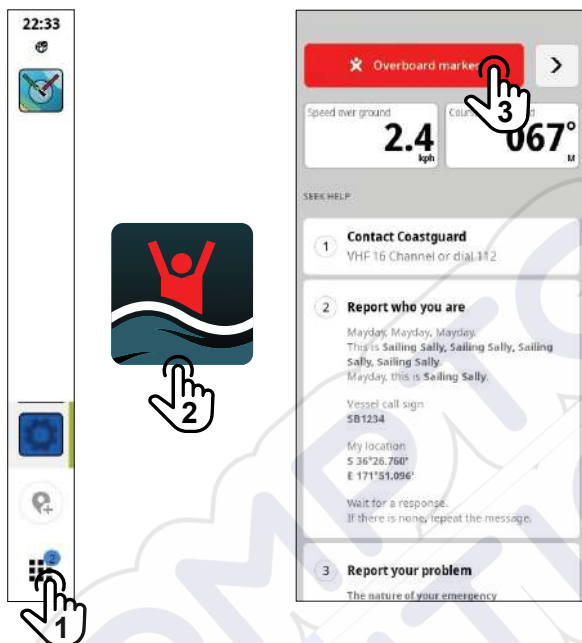 22:33
2
1
2
Overboard marke
3
Speed over ground
2.4
kph
067°
M
SEEK HELP
1
Contact Coastguard
VHF 16 Channel or dial 112
2
Report who you are
Mayday, Mayday, Mayday.
This is Sailing Sally, Sailing Sally, Sailing
Sally, Sailing Sally.
Mayday, this is Sailing Sally.
Vessel call sign
SB1234
My location
S 36°26.760'
E 171°51.096'
Wait for a response.
If there is none, repeat the message.
3
Report your problem
The nature of your emergency